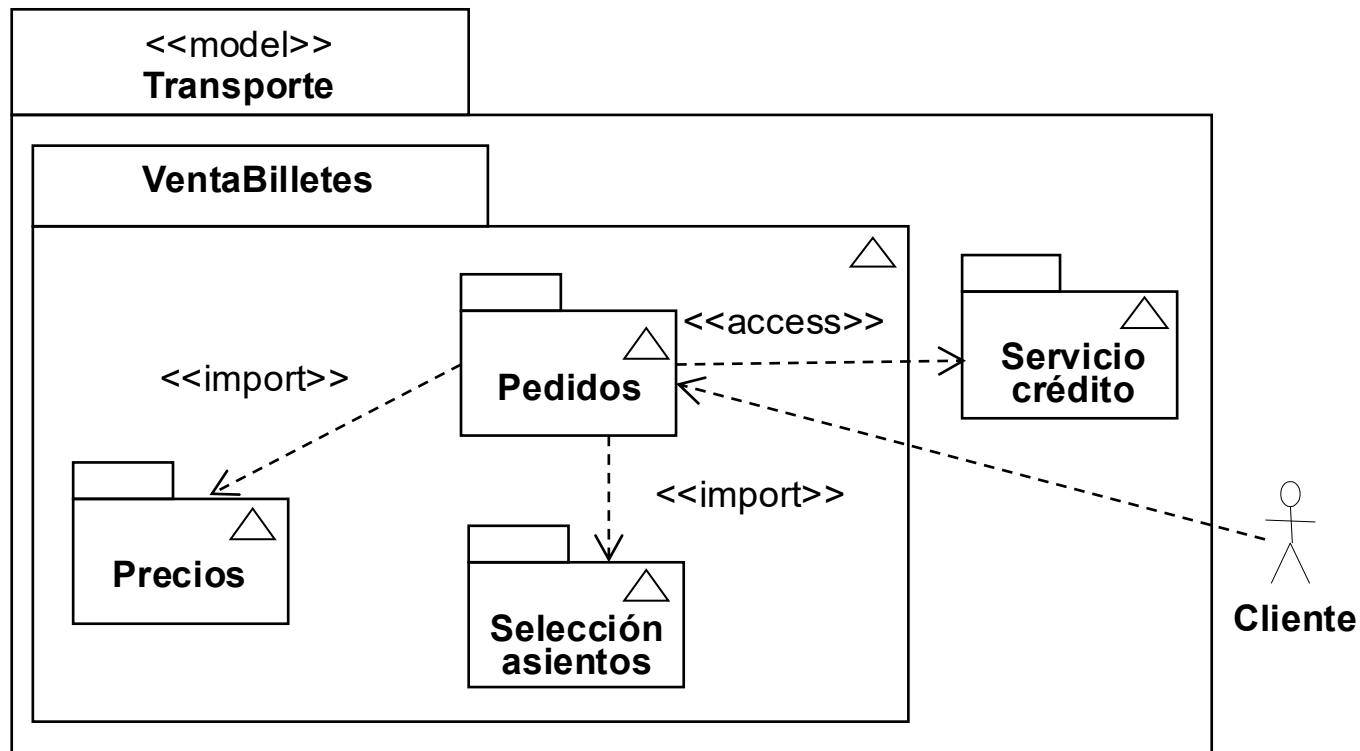 <<model>>
Transporte
VentaBilletes
<<access>>
Servicio
crédito
Pedidos
<<import>>
<<import>>
Precios
Selección
asientos
Cliente